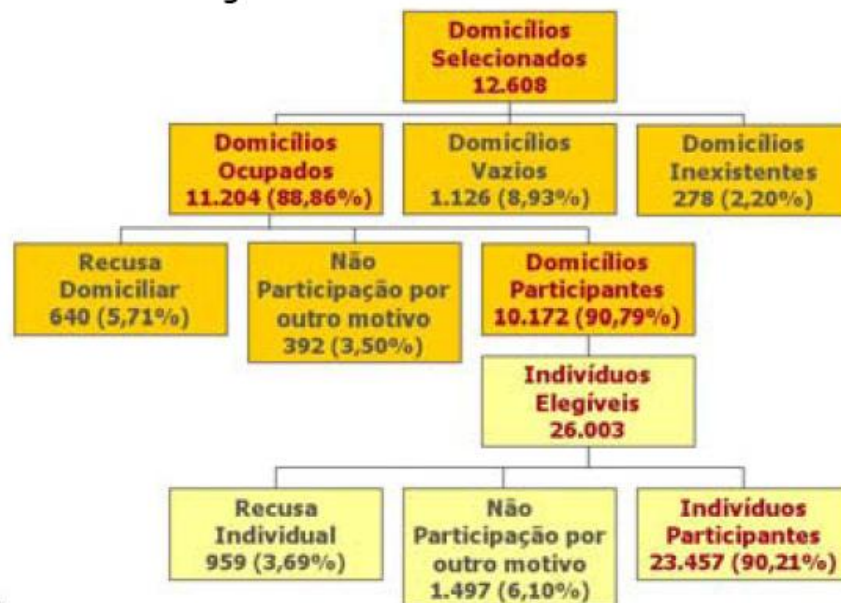 Domicílios
Selecionados
12.608
Domicílios
Ocupados
11.204 (88,86%)
Domicílios
Vazios
1.126 (8,93%)
Domicílios
Inexistentes
278 (2,20%)
Recusa
Domiciliar
640 (5,71%)
Não
Participação por
outro motivo
392 (3,50%)
Domicílios
Participantes
10.172 (90,79%)
Indivíduos
Elegíveis
26.003
Recusa
Individual
959 (3,69%)
Não
Participação por
outro motivo
1.497 (6,10%)
Indivíduos
Participantes
23.457 (90,21%)